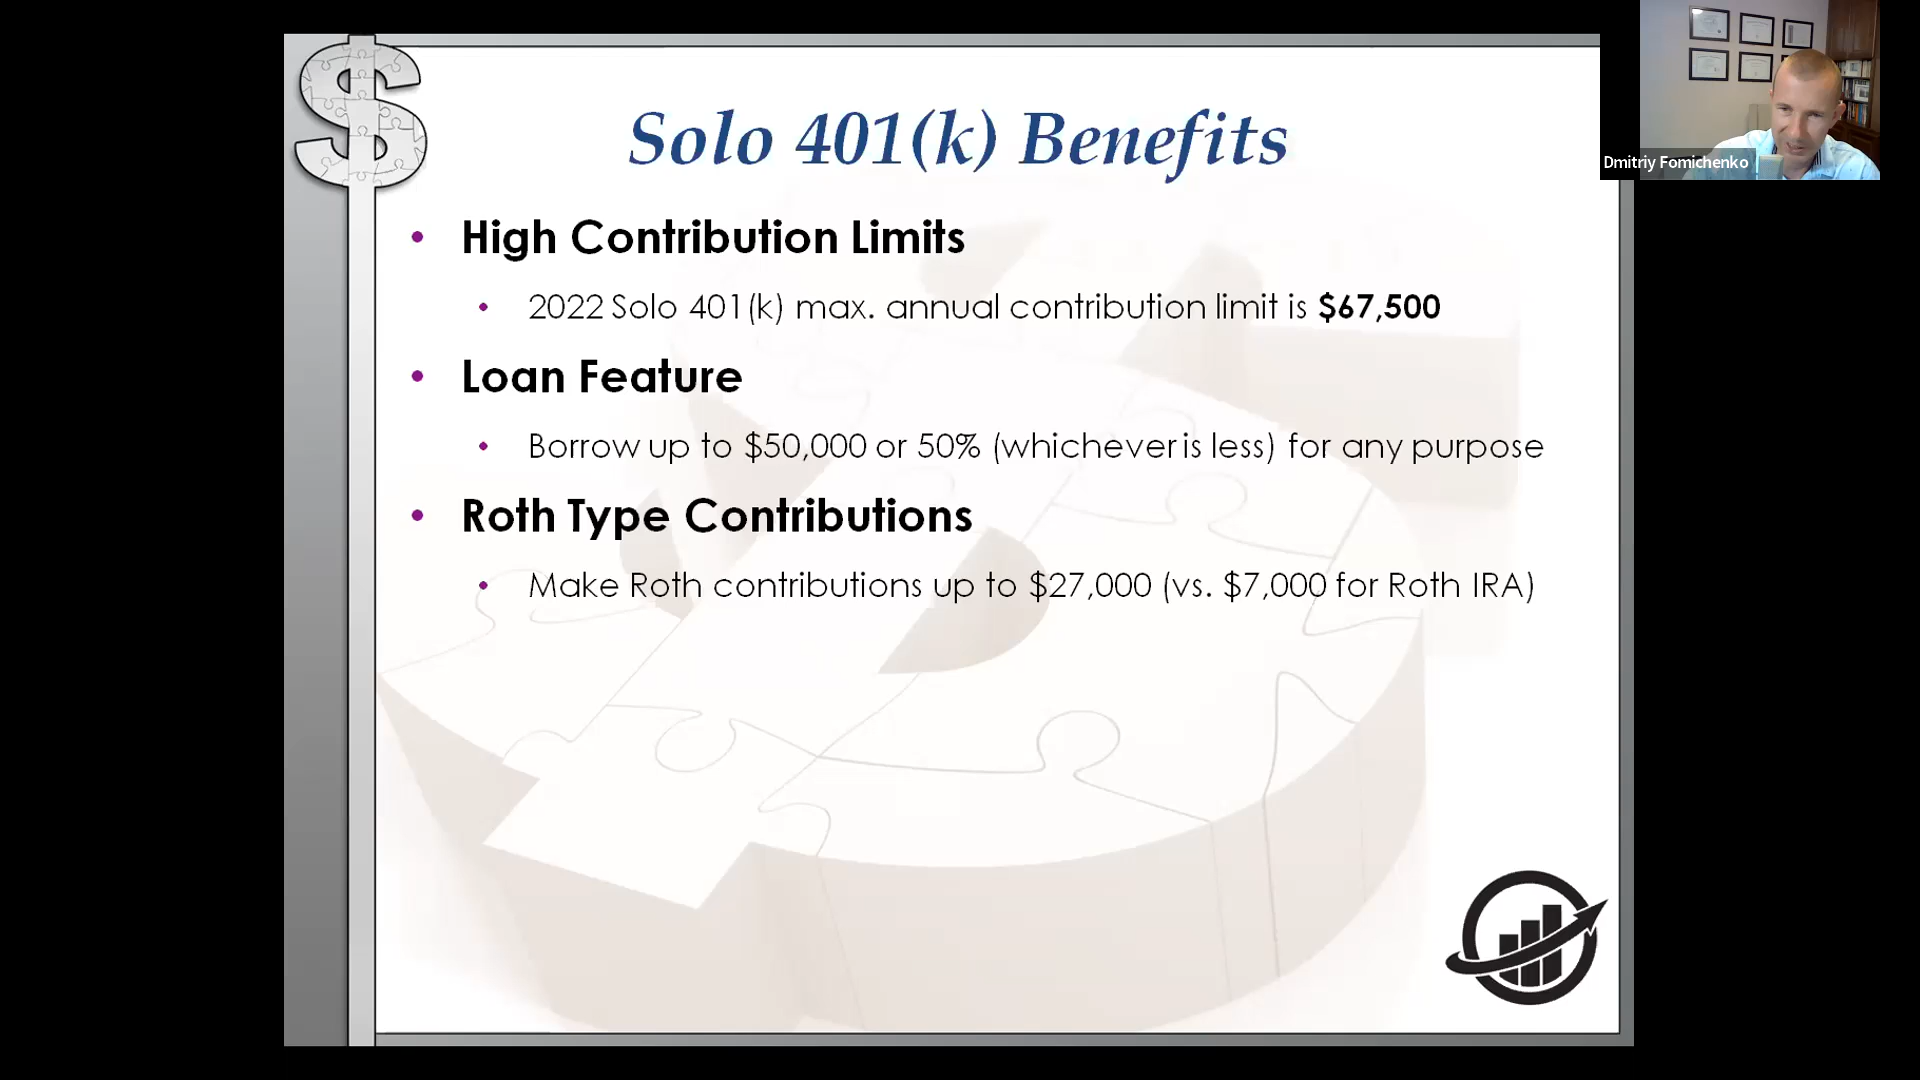 Solo 401(k) Benefits
Dmitriy Fomichenko
• High Contribution Limits
• 2022 Solo 401(k) max. annual contribution limit is $67,500
• Loan Feature
• Borrow up to $50,000 or 50% (whichever is less) for any purpose
• Roth Type Contributions
• Make Roth contributions up to $27,000 (vs. $7,000 for Roth IRA)